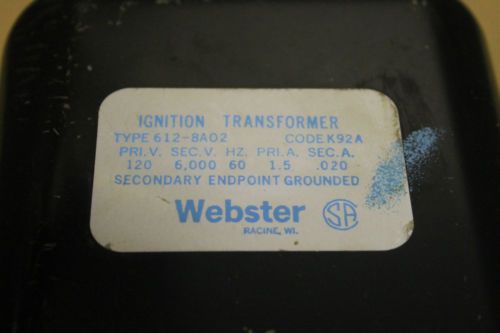 IGNITION TRANSFORMER
TYPE 612-8A02 CODE K92A
PRI.V. SEC.V. HZ. PRI.A. SEC.A.
120 6,000 60 1.5 .020
SECONDARY ENDPOINT GROUNDED
Webster SA
RACINE, WI.